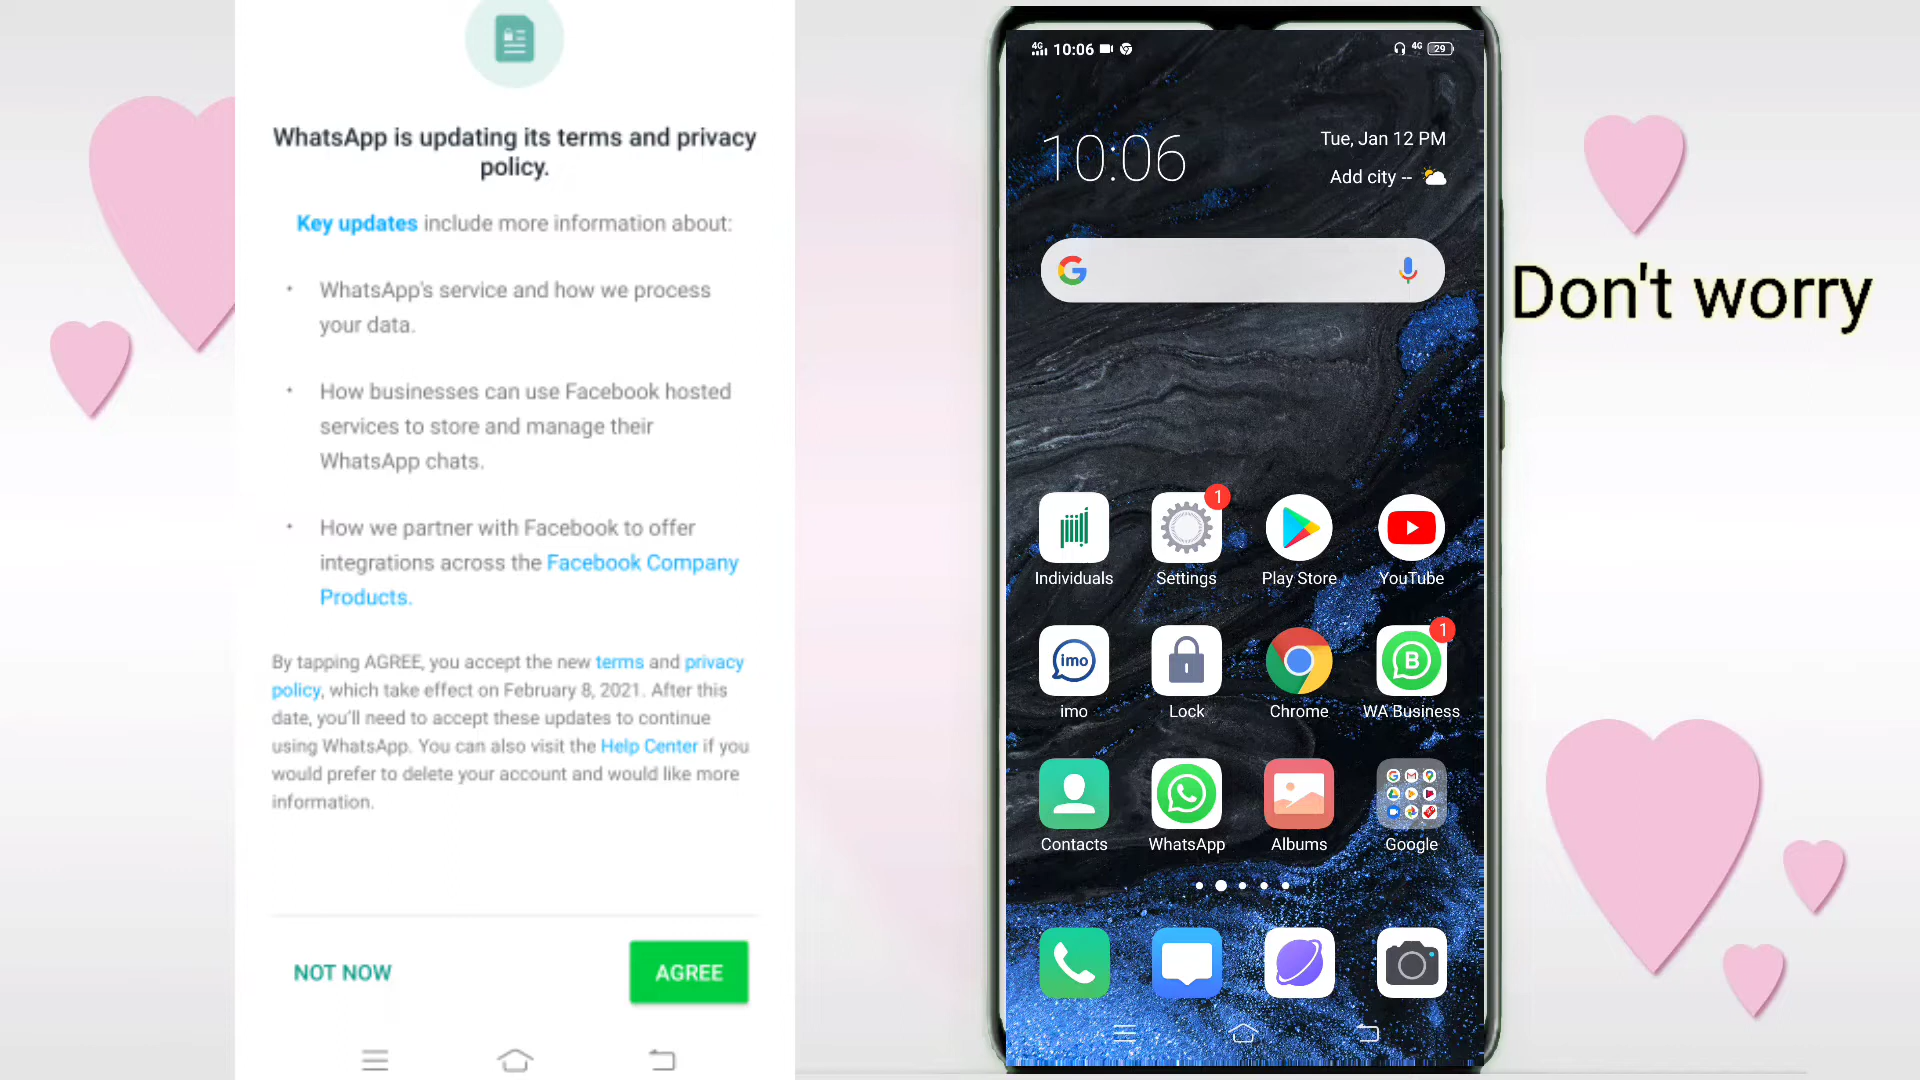 WhatsApp is updating its terms and privacy
policy.
Key updates include more information about:
• WhatsApp's service and how we process
your data.
• How businesses can use Facebook hosted
services to store and manage their
WhatsApp chats.
• How we partner with Facebook to offer
integrations across the Facebook Company
Products.
By tapping AGREE, you accept the new terms and privacy
policy, which take effect on February 8, 2021. After this
date, you'll need to accept these updates to continue
using WhatsApp. You can also visit the Help Center if you
would prefer to delete your account and would like more
information.
NOT NOW AGREE
4G 10:06 4G 29
10:06 Tue, Jan 12 PM
Add city --
1
Individuals Settings Play Store YouTube
imo B 1
imo Lock Chrome WA Business
Contacts WhatsApp Albums Google
Don't worry